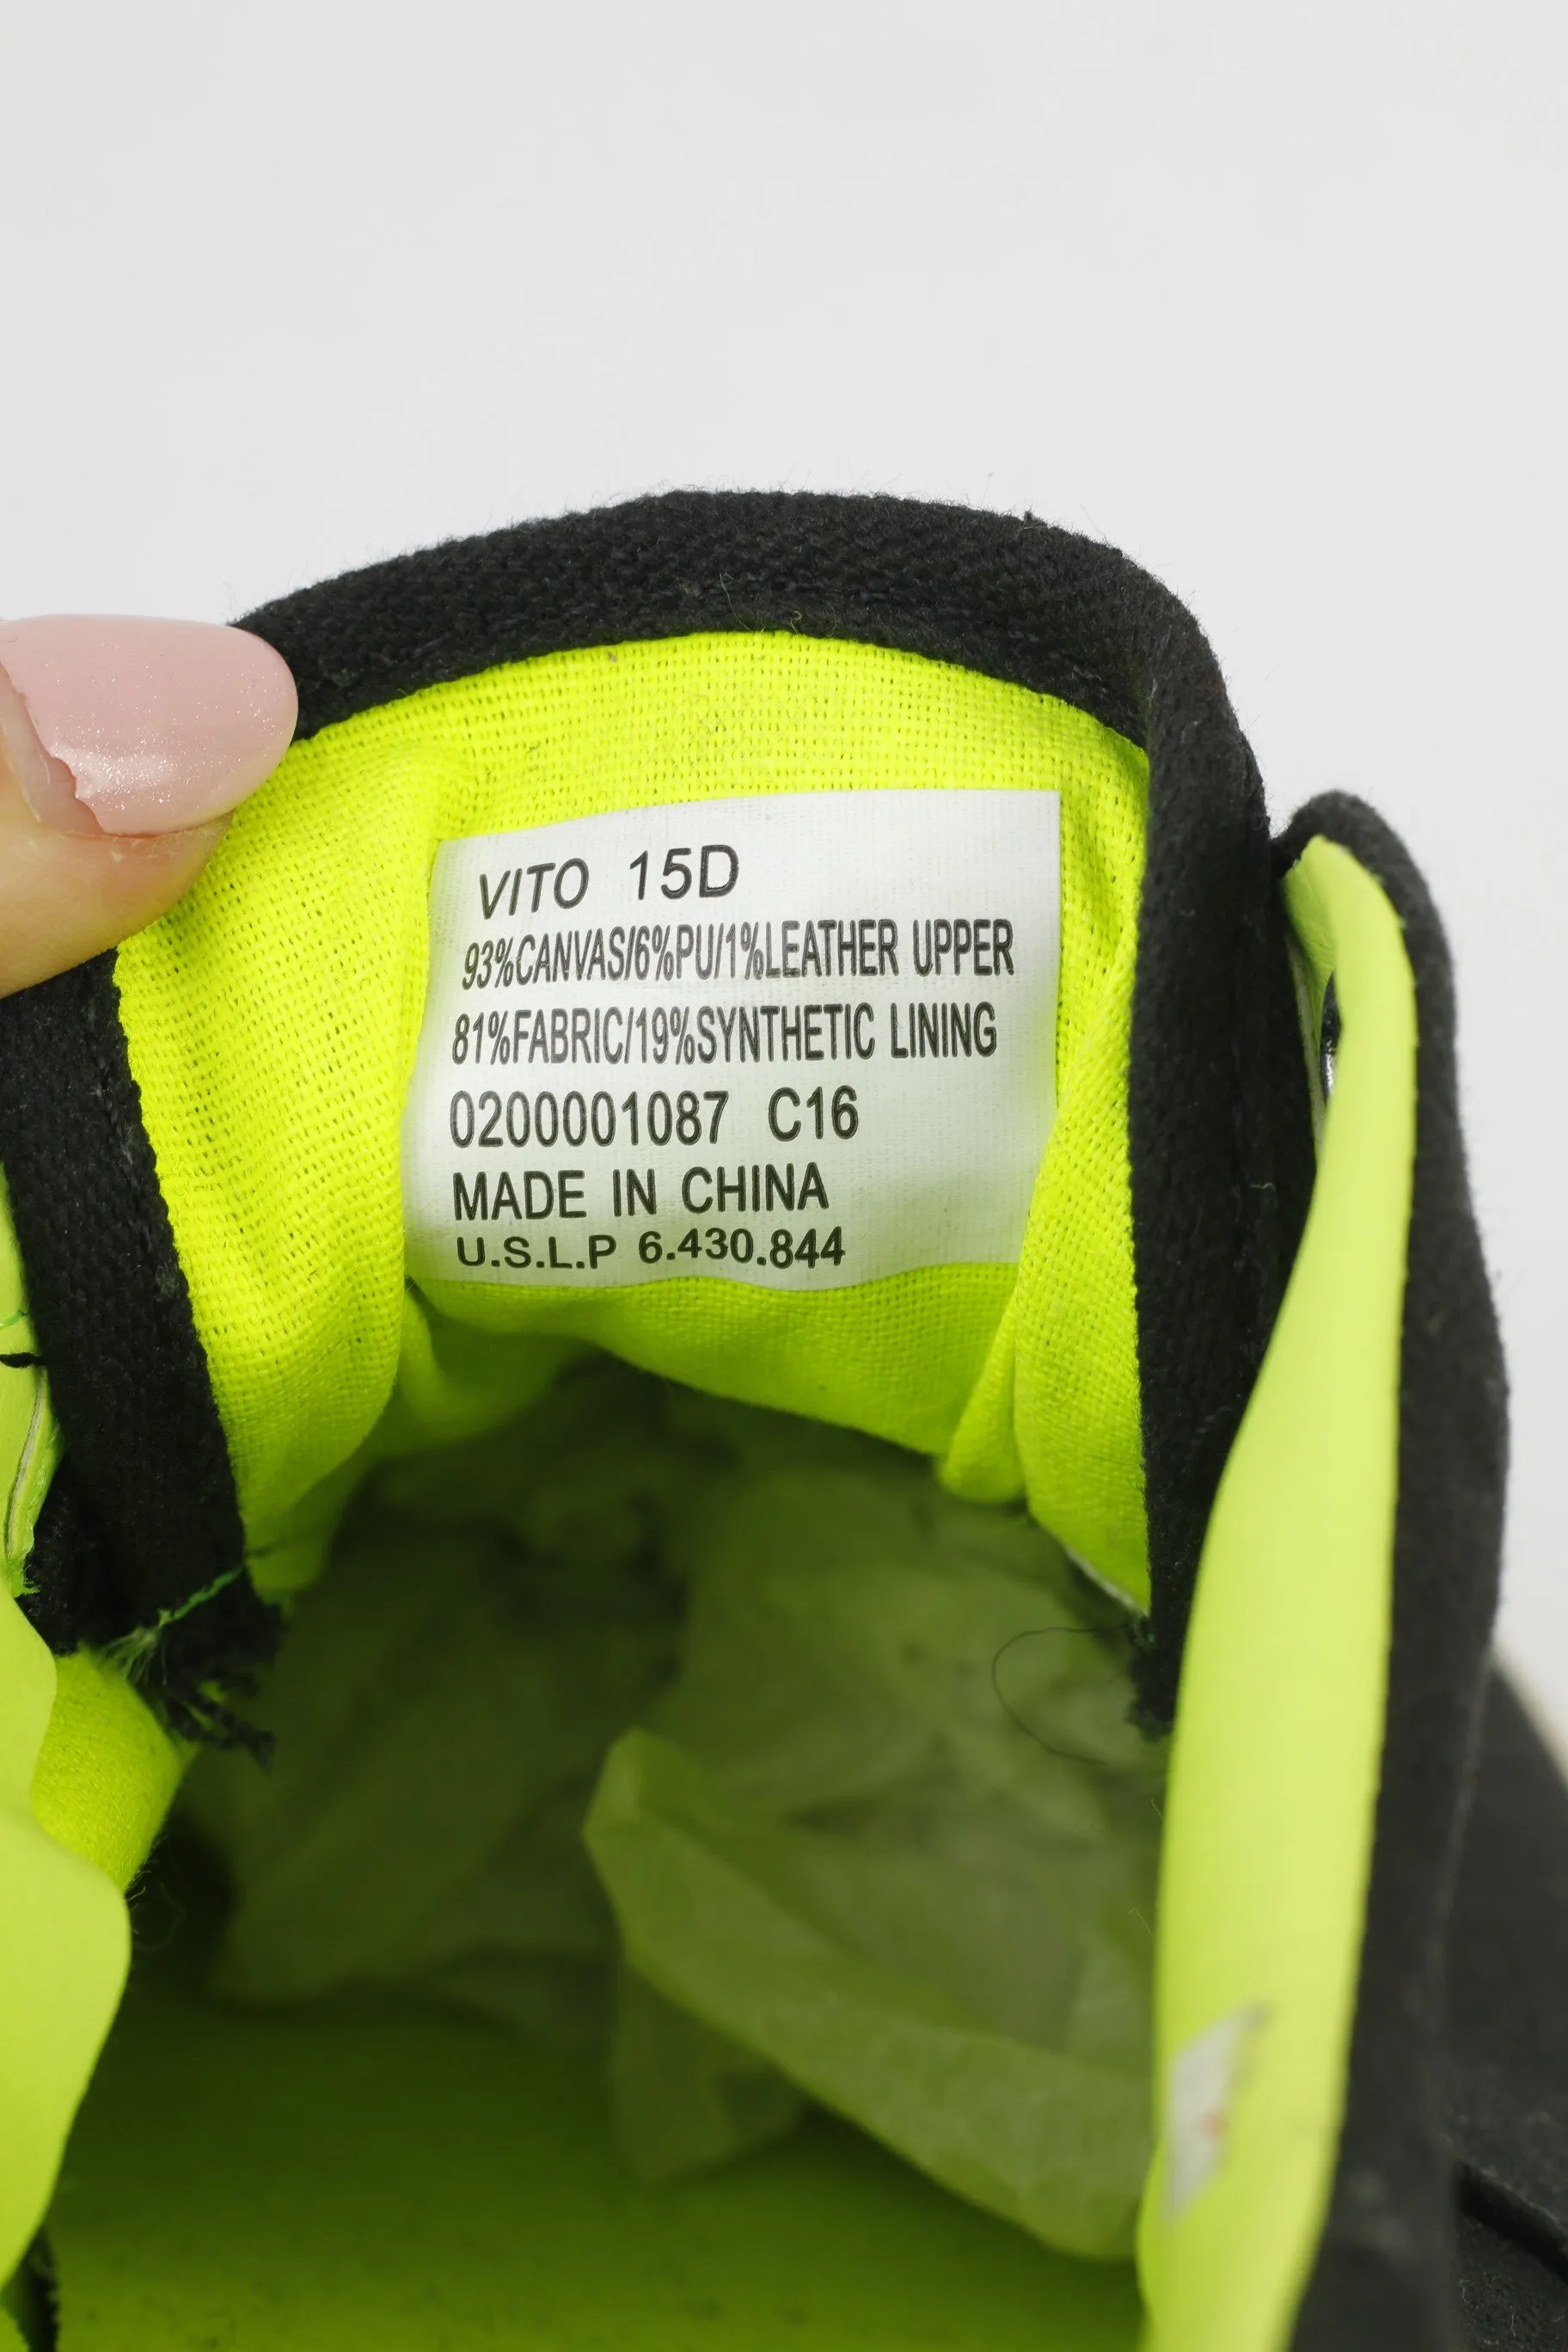 VITO 15D
93%CANVAS/6%PU/1%LEATHER UPPER
81%FABRIC/19%SYNTHETIC LINING
0200001087 C16
MADE IN CHINA
U.S.L.P 6.430.844